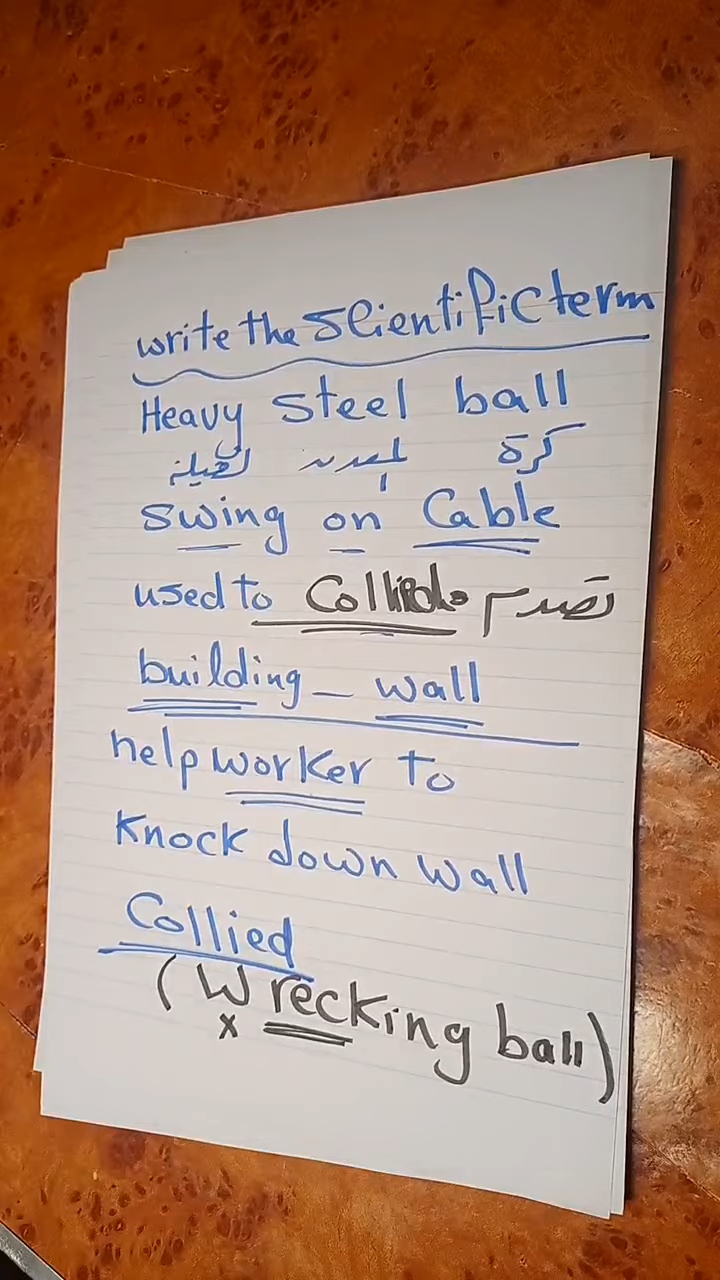 write the scientific term
Heavy steel ball
كرة الحديد الثقيلة
swing on Cable
used to تصدم
building - wall
help worker to
Knock down wall
Collied
(Wrecking ball)
x